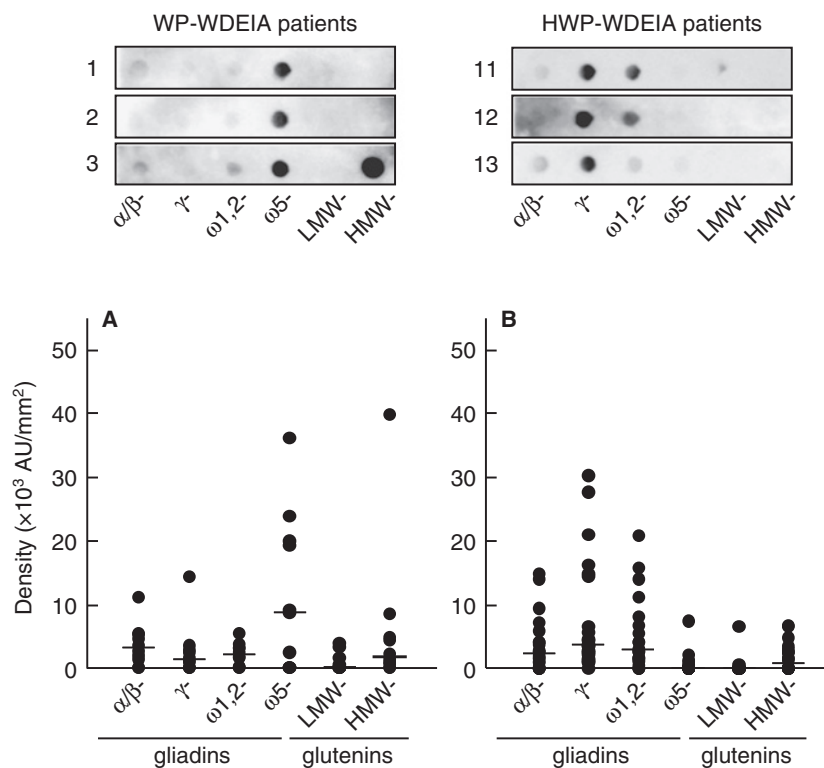 WP-WDEIA patients
1
2
3
α/β-
γ-
ω1,2-
ω5-
LMW-
HMW-
HWP-WDEIA patients
11
12
13
α/β-
γ-
ω1,2-
ω5-
LMW-
HMW-
A
Density (×10³ AU/mm²)
50
40
30
20
10
0
α/β-
γ-
ω1,2-
ω5-
LMW-
HMW-
gliadins
glutenins
B
50
40
30
20
10
0
α/β-
γ-
ω1,2-
ω5-
LMW-
HMW-
gliadins
glutenins